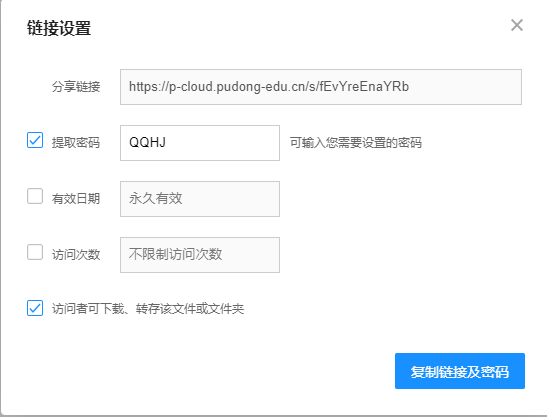 链接设置
分享链接 https://p-cloud.pudong-edu.cn/s/fEvYreEnaYRb
提取密码 QQHJ 可输入您需要设置的密码
有效日期 永久有效
访问次数 不限制访问次数
访问者可下载、转存该文件或文件夹
复制链接及密码